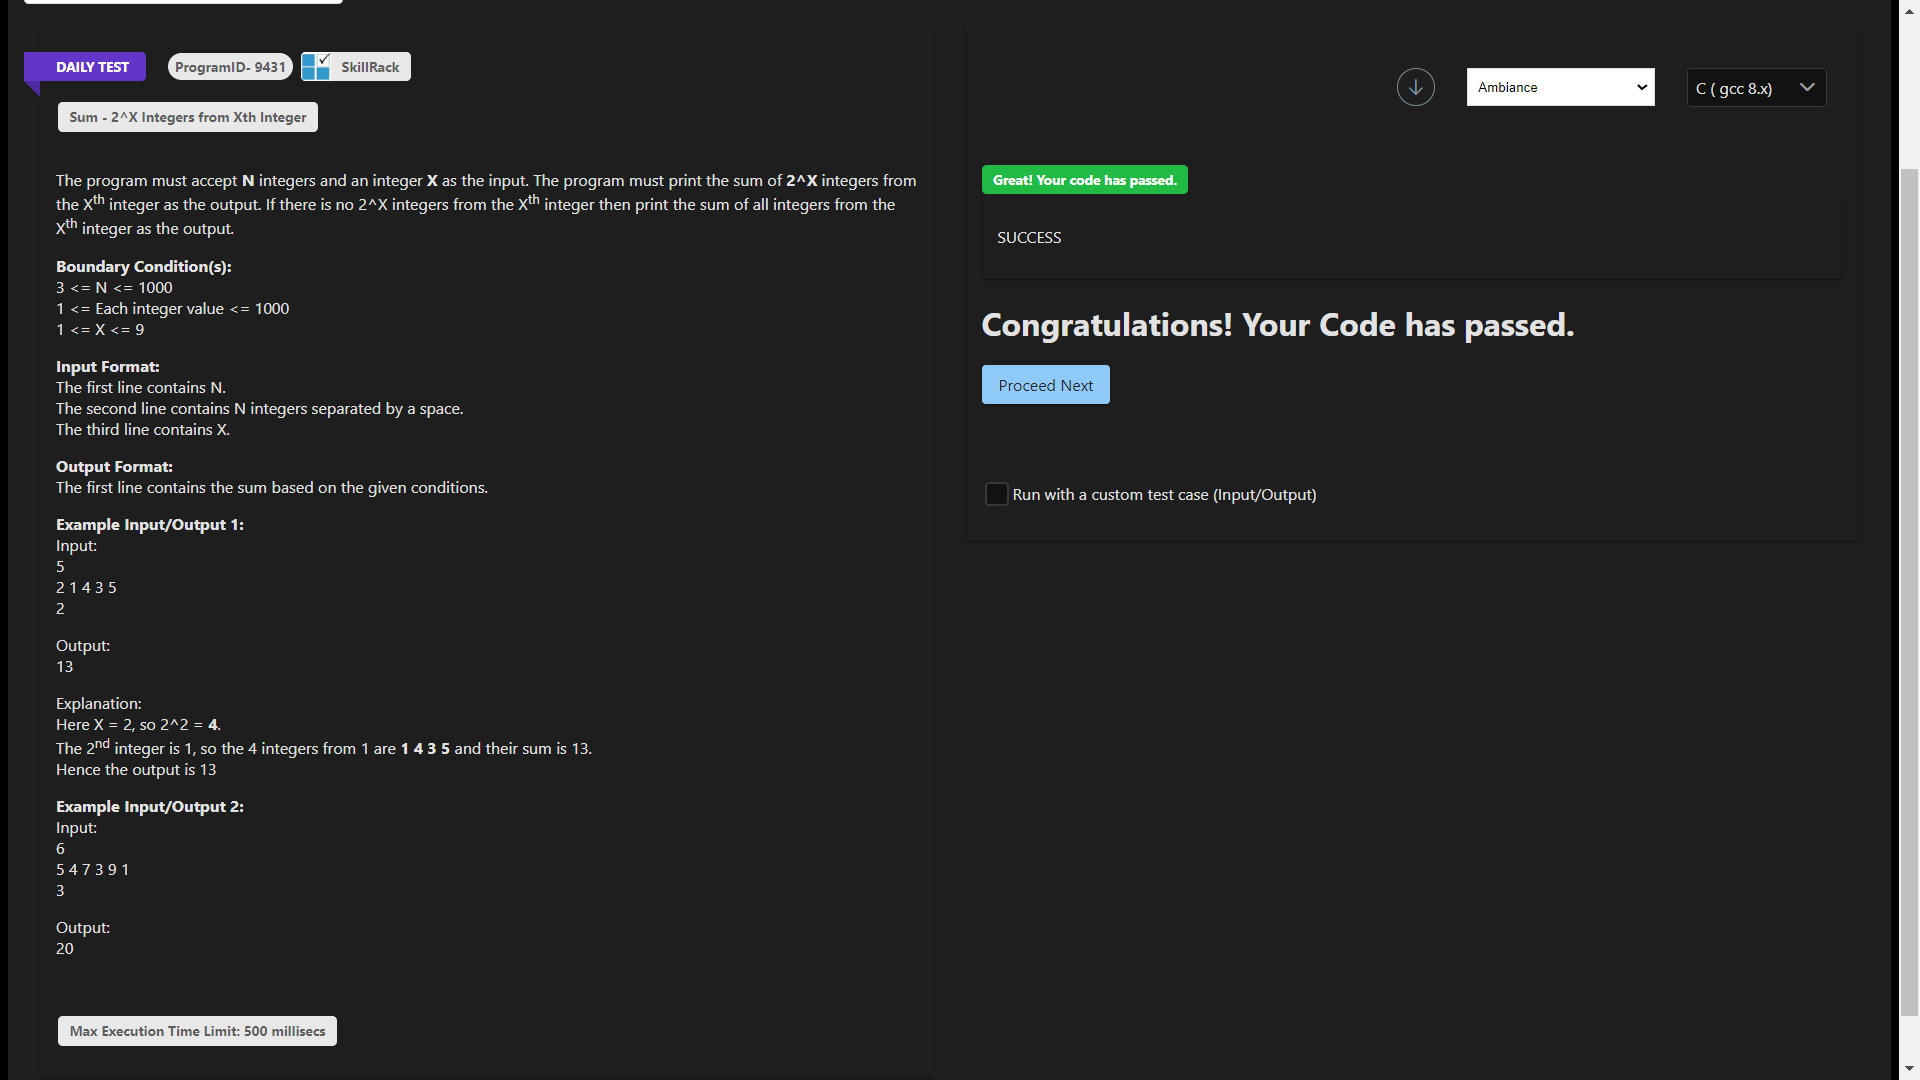 DAILY TEST
ProgramID- 9431
SkillRack
Ambiance
C ( gcc 8.x)
Sum - 2^X Integers from Xth Integer
The program must accept N integers and an integer X as the input. The program must print the sum of 2^X integers from
the Xth integer as the output. If there is no 2^X integers from the Xth integer then print the sum of all integers from the
Xth integer as the output.
Boundary Condition(s):
3 <= N <= 1000
1 <= Each integer value <= 1000
1 <= X <= 9
Input Format:
The first line contains N.
The second line contains N integers separated by a space.
The third line contains X.
Output Format:
The first line contains the sum based on the given conditions.
Example Input/Output 1:
Input:
5
2 1 4 3 5
2
Output:
13
Explanation:
Here X = 2, so 2^2 = 4.
The 2nd integer is 1, so the 4 integers from 1 are 1 4 3 5 and their sum is 13.
Hence the output is 13
Example Input/Output 2:
Input:
6
5 4 7 3 9 1
3
Output:
20
Max Execution Time Limit: 500 millisecs
Great! Your code has passed.
SUCCESS
Congratulations! Your Code has passed.
Proceed Next
Run with a custom test case (Input/Output)